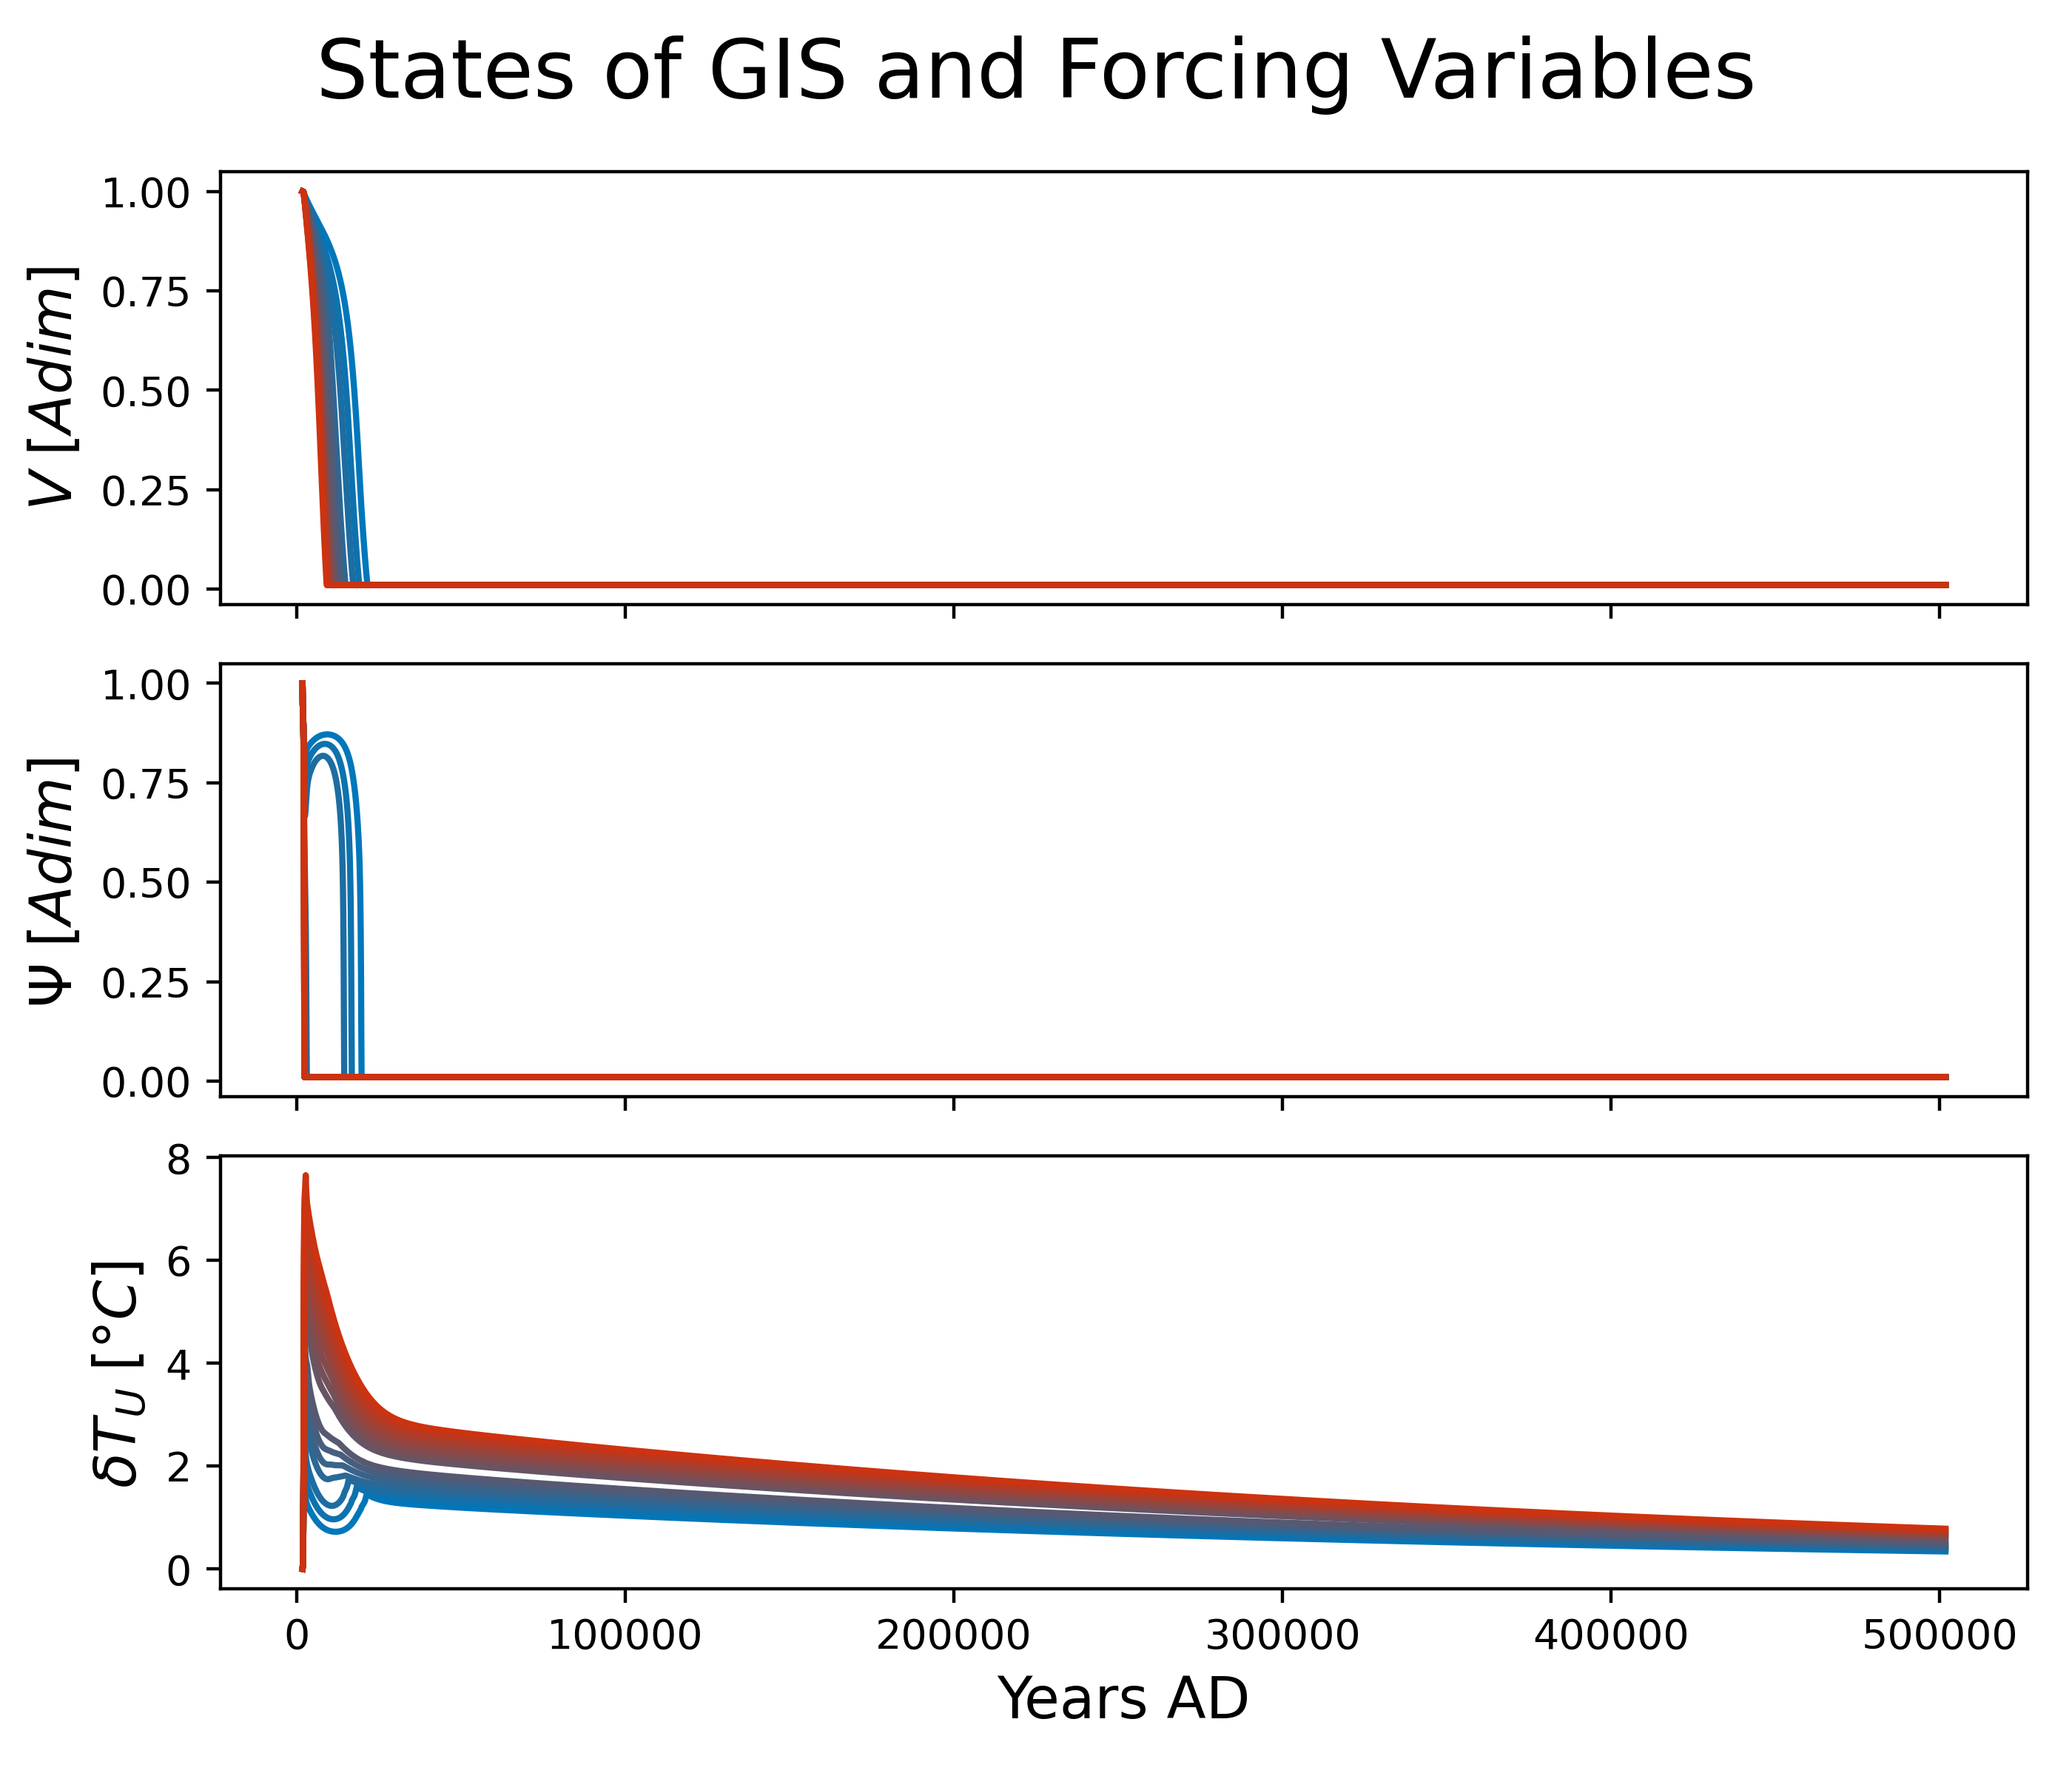 States of GIS and Forcing Variables
V [Adim]
1.00
0.75
0.50
0.25
0.00
Ψ [Adim]
1.00
0.75
0.50
0.25
0.00
δT_U [°C]
8
6
4
2
0
0 100000 200000 300000 400000 500000
Years AD